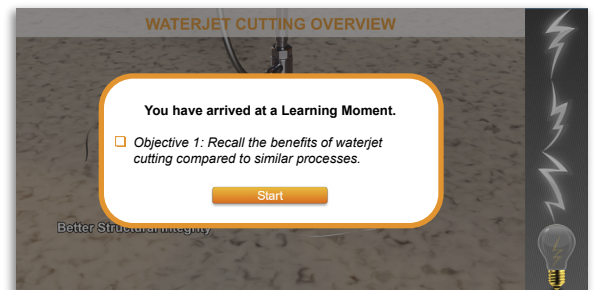 WATERJET CUTTING OVERVIEW
You have arrived at a Learning Moment.
Objective 1: Recall the benefits of waterjet
cutting compared to similar processes.
Start
Better Structural Integrity